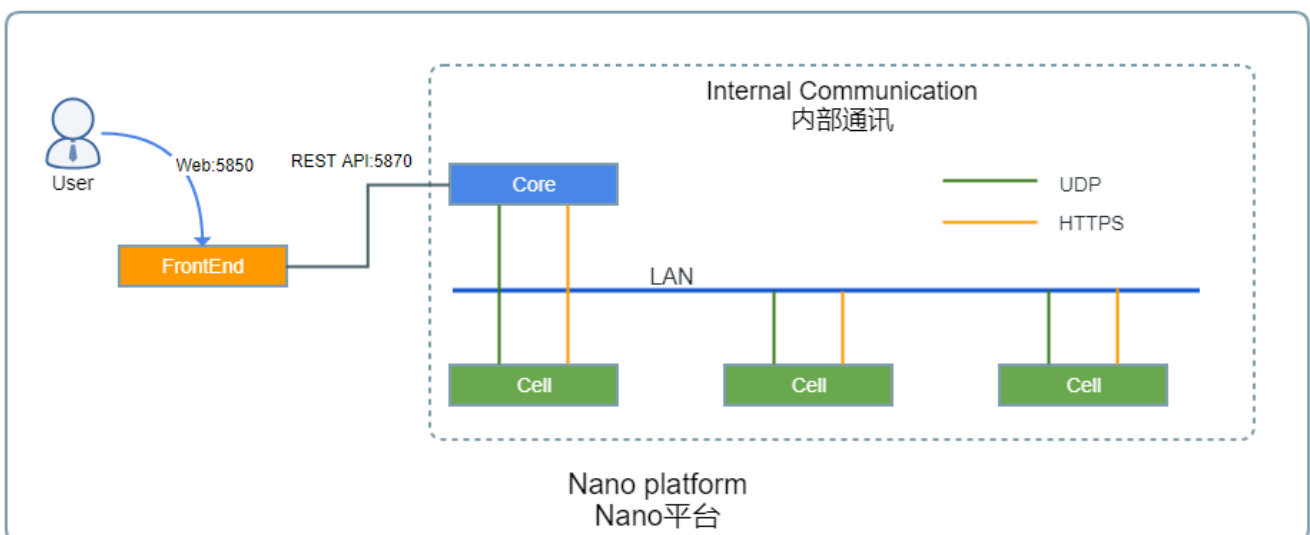 Internal Communication
内部通讯
User
Web:5850
REST API:5870
Core
UDP
HTTPS
FrontEnd
LAN
Cell
Cell
Cell
Nano platform
Nano平台